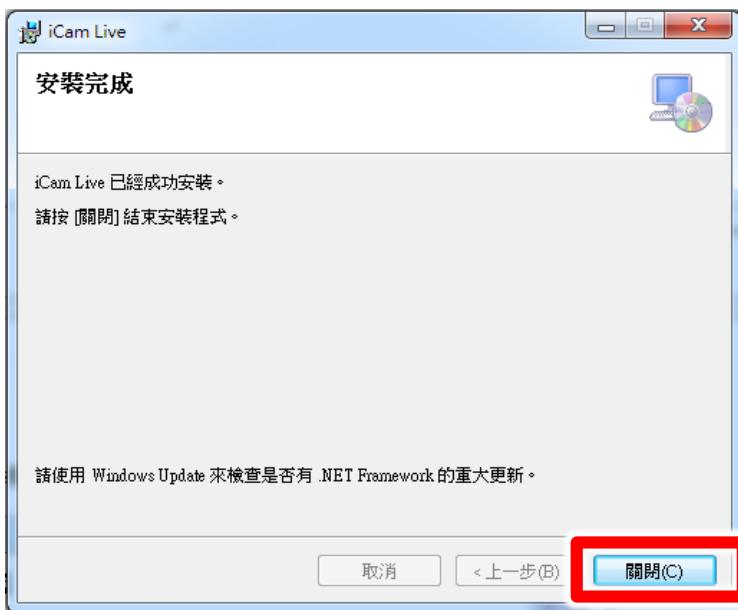 iCam Live
安裝完成
iCam Live 已經成功安裝。
請按 [關閉] 結束安裝程式。
請使用 Windows Update 來檢查是否有 .NET Framework 的重大更新。
取消
<上一步(B)
關閉(C)